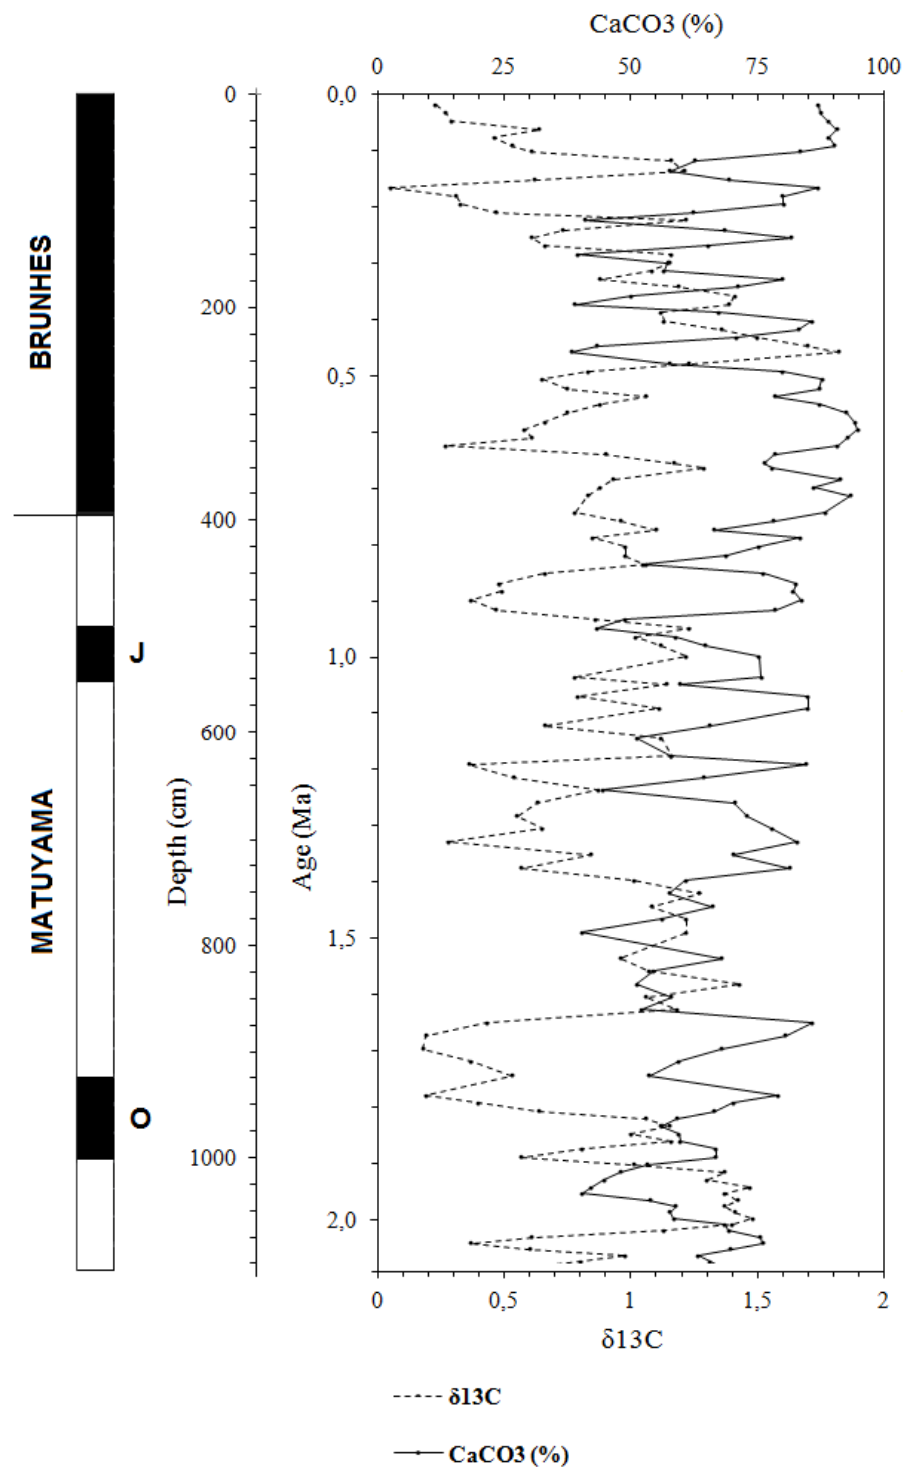 CaCO3 (%)
0 25 50 75 100
0 0,0
BRUNHES
200
0,5
400
J
1,0
600
Depth (cm)
Age (Ma)
MATUYAMA
1,5
800
O
1000
2,0
0 0,5 1 1,5 2
δ13C
δ13C
CaCO3 (%)